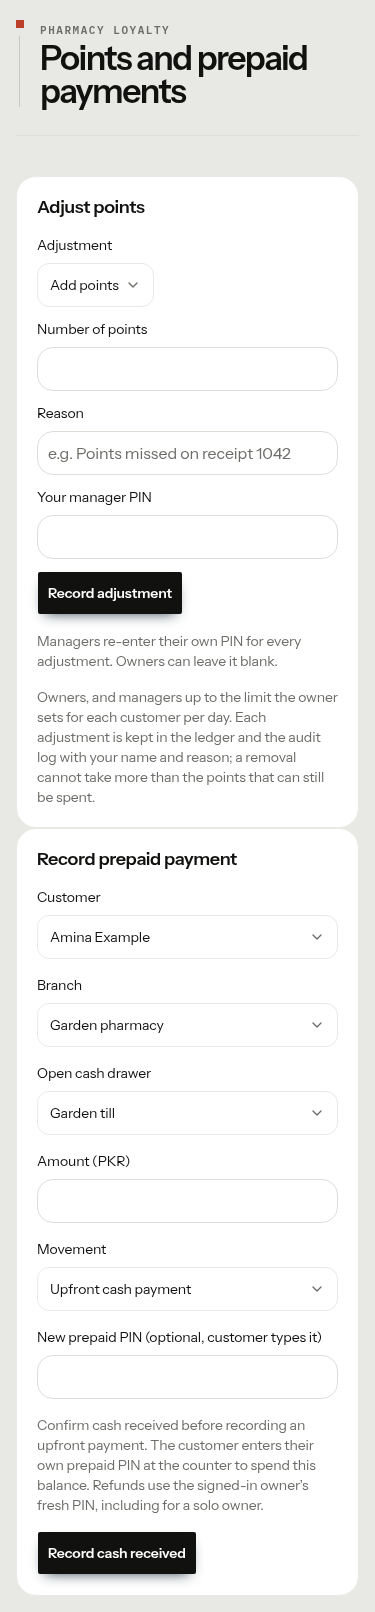 PHARMACY LOYALTY
Points and prepaid
payments
Adjust points
Adjustment
Add points
Number of points
Reason
e.g. Points missed on receipt 1042
Your manager PIN
Record adjustment
Managers re-enter their own PIN for every
adjustment. Owners can leave it blank.
Owners, and managers up to the limit the owner
sets for each customer per day. Each
adjustment is kept in the ledger and the audit
log with your name and reason; a removal
cannot take more than the points that can still
be spent.
Record prepaid payment
Customer
Amina Example
Branch
Garden pharmacy
Open cash drawer
Garden till
Amount (PKR)
Movement
Upfront cash payment
New prepaid PIN (optional, customer types it)
Confirm cash received before recording an
upfront payment. The customer enters their
own prepaid PIN at the counter to spend this
balance. Refunds use the signed-in owner's
fresh PIN, including for a solo owner.
Record cash received